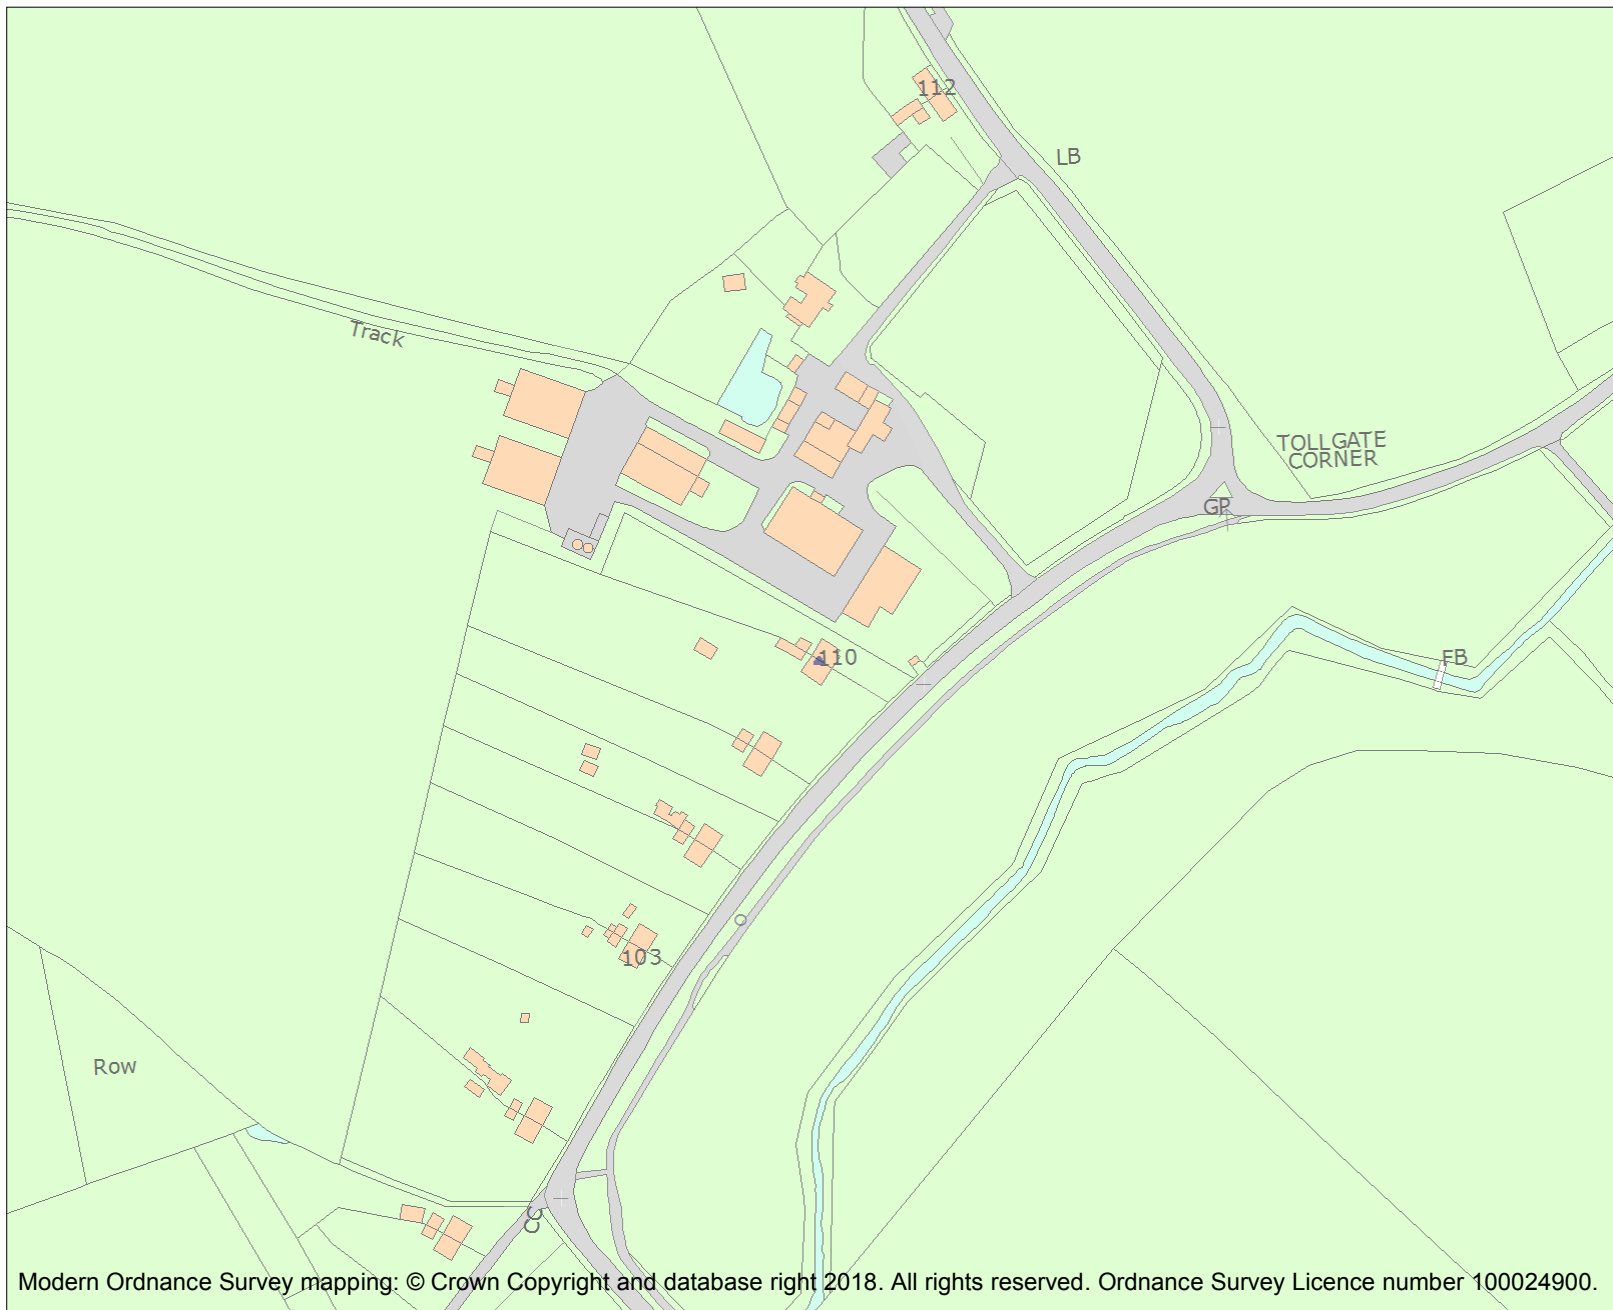 112
LB
Track
TOLLGATE
CORNER
GP
110
FB
103
Row
CC
Modern Ordnance Survey mapping: © Crown Copyright and database right 2018. All rights reserved. Ordnance Survey Licence number 100024900.